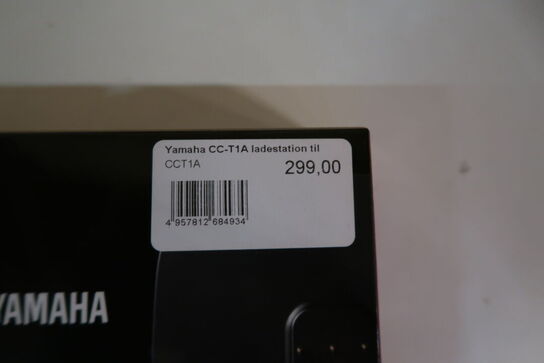 Yamaha CC-T1A ladestation til
CCT1A
299,00
4 957812 684934
YAMAHA